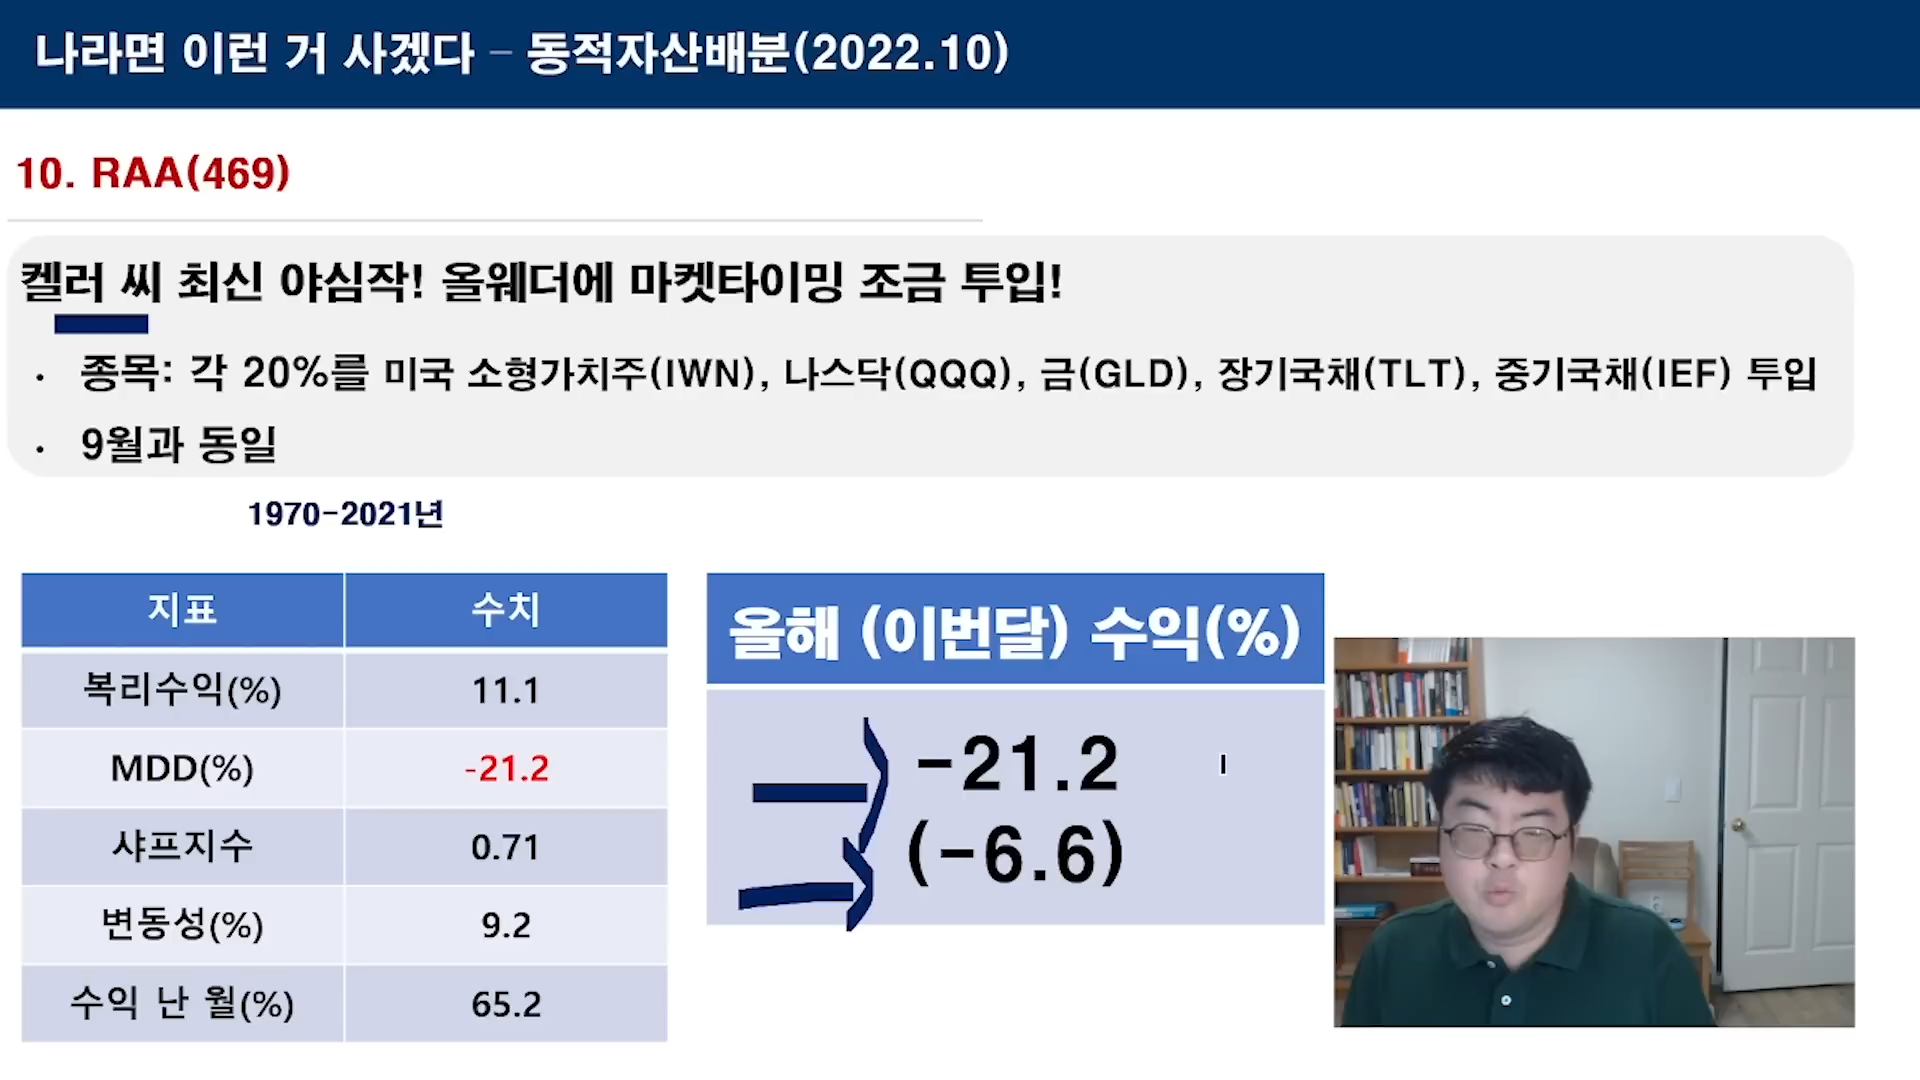 나라면 이런 거 사겠다 - 동적자산배분(2022.10)
10. RAA(469)
켈러 씨 최신 야심작! 올웨더에 마켓타이밍 조금 투입!
· 종목: 각 20%를 미국 소형가치주(IWN), 나스닥(QQQ), 금(GLD), 장기국채(TLT), 중기국채(IEF) 투입
· 9월과 동일
1970-2021년
지표 수치
복리수익(%) 11.1
MDD(%) -21.2
샤프지수 0.71
변동성(%) 9.2
수익 난 월(%) 65.2
올해 (이번달) 수익(%)
-21.2
(-6.6)